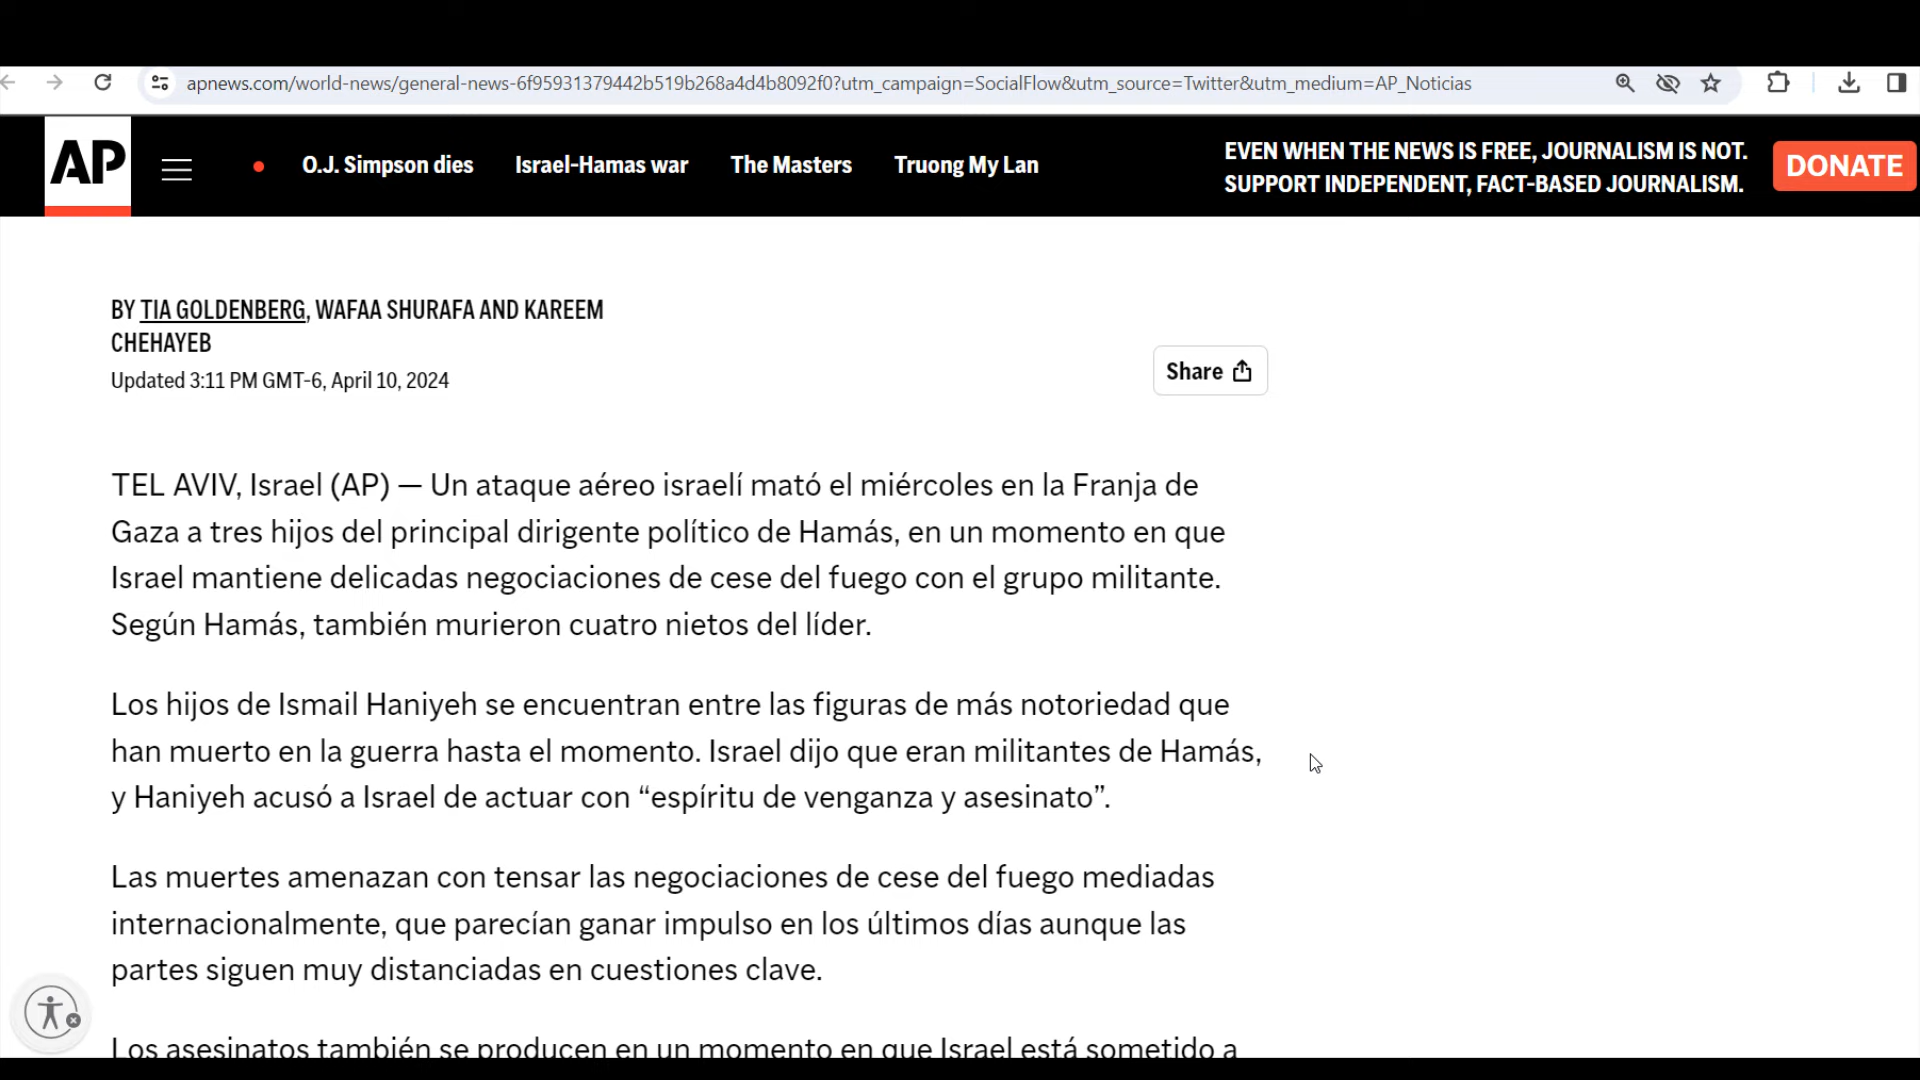 apnews.com/world-news/general-news-6f95931379442b519b268a4d4b8092f0?utm_campaign=SocialFlow&utm_source=Twitter&utm_medium=AP_Noticias
AP
O.J. Simpson dies
Israel-Hamas war
The Masters
Truong My Lan
EVEN WHEN THE NEWS IS FREE, JOURNALISM IS NOT.
SUPPORT INDEPENDENT, FACT-BASED JOURNALISM.
DONATE
BY TIA GOLDENBERG, WAFAA SHURAFA AND KAREEM
CHEHAYEB
Updated 3:11 PM GMT-6, April 10, 2024
Share
TEL AVIV, Israel (AP) — Un ataque aéreo israelí mató el miércoles en la Franja de
Gaza a tres hijos del principal dirigente político de Hamás, en un momento en que
Israel mantiene delicadas negociaciones de cese del fuego con el grupo militante.
Según Hamás, también murieron cuatro nietos del líder.
Los hijos de Ismail Haniyeh se encuentran entre las figuras de más notoriedad que
han muerto en la guerra hasta el momento. Israel dijo que eran militantes de Hamás,
y Haniyeh acusó a Israel de actuar con “espíritu de venganza y asesinato”.
Las muertes amenazan con tensar las negociaciones de cese del fuego mediadas
internacionalmente, que parecían ganar impulso en los últimos días aunque las
partes siguen muy distanciadas en cuestiones clave.
Los asesinatos también se producen en un momento en que Israel está sometido a